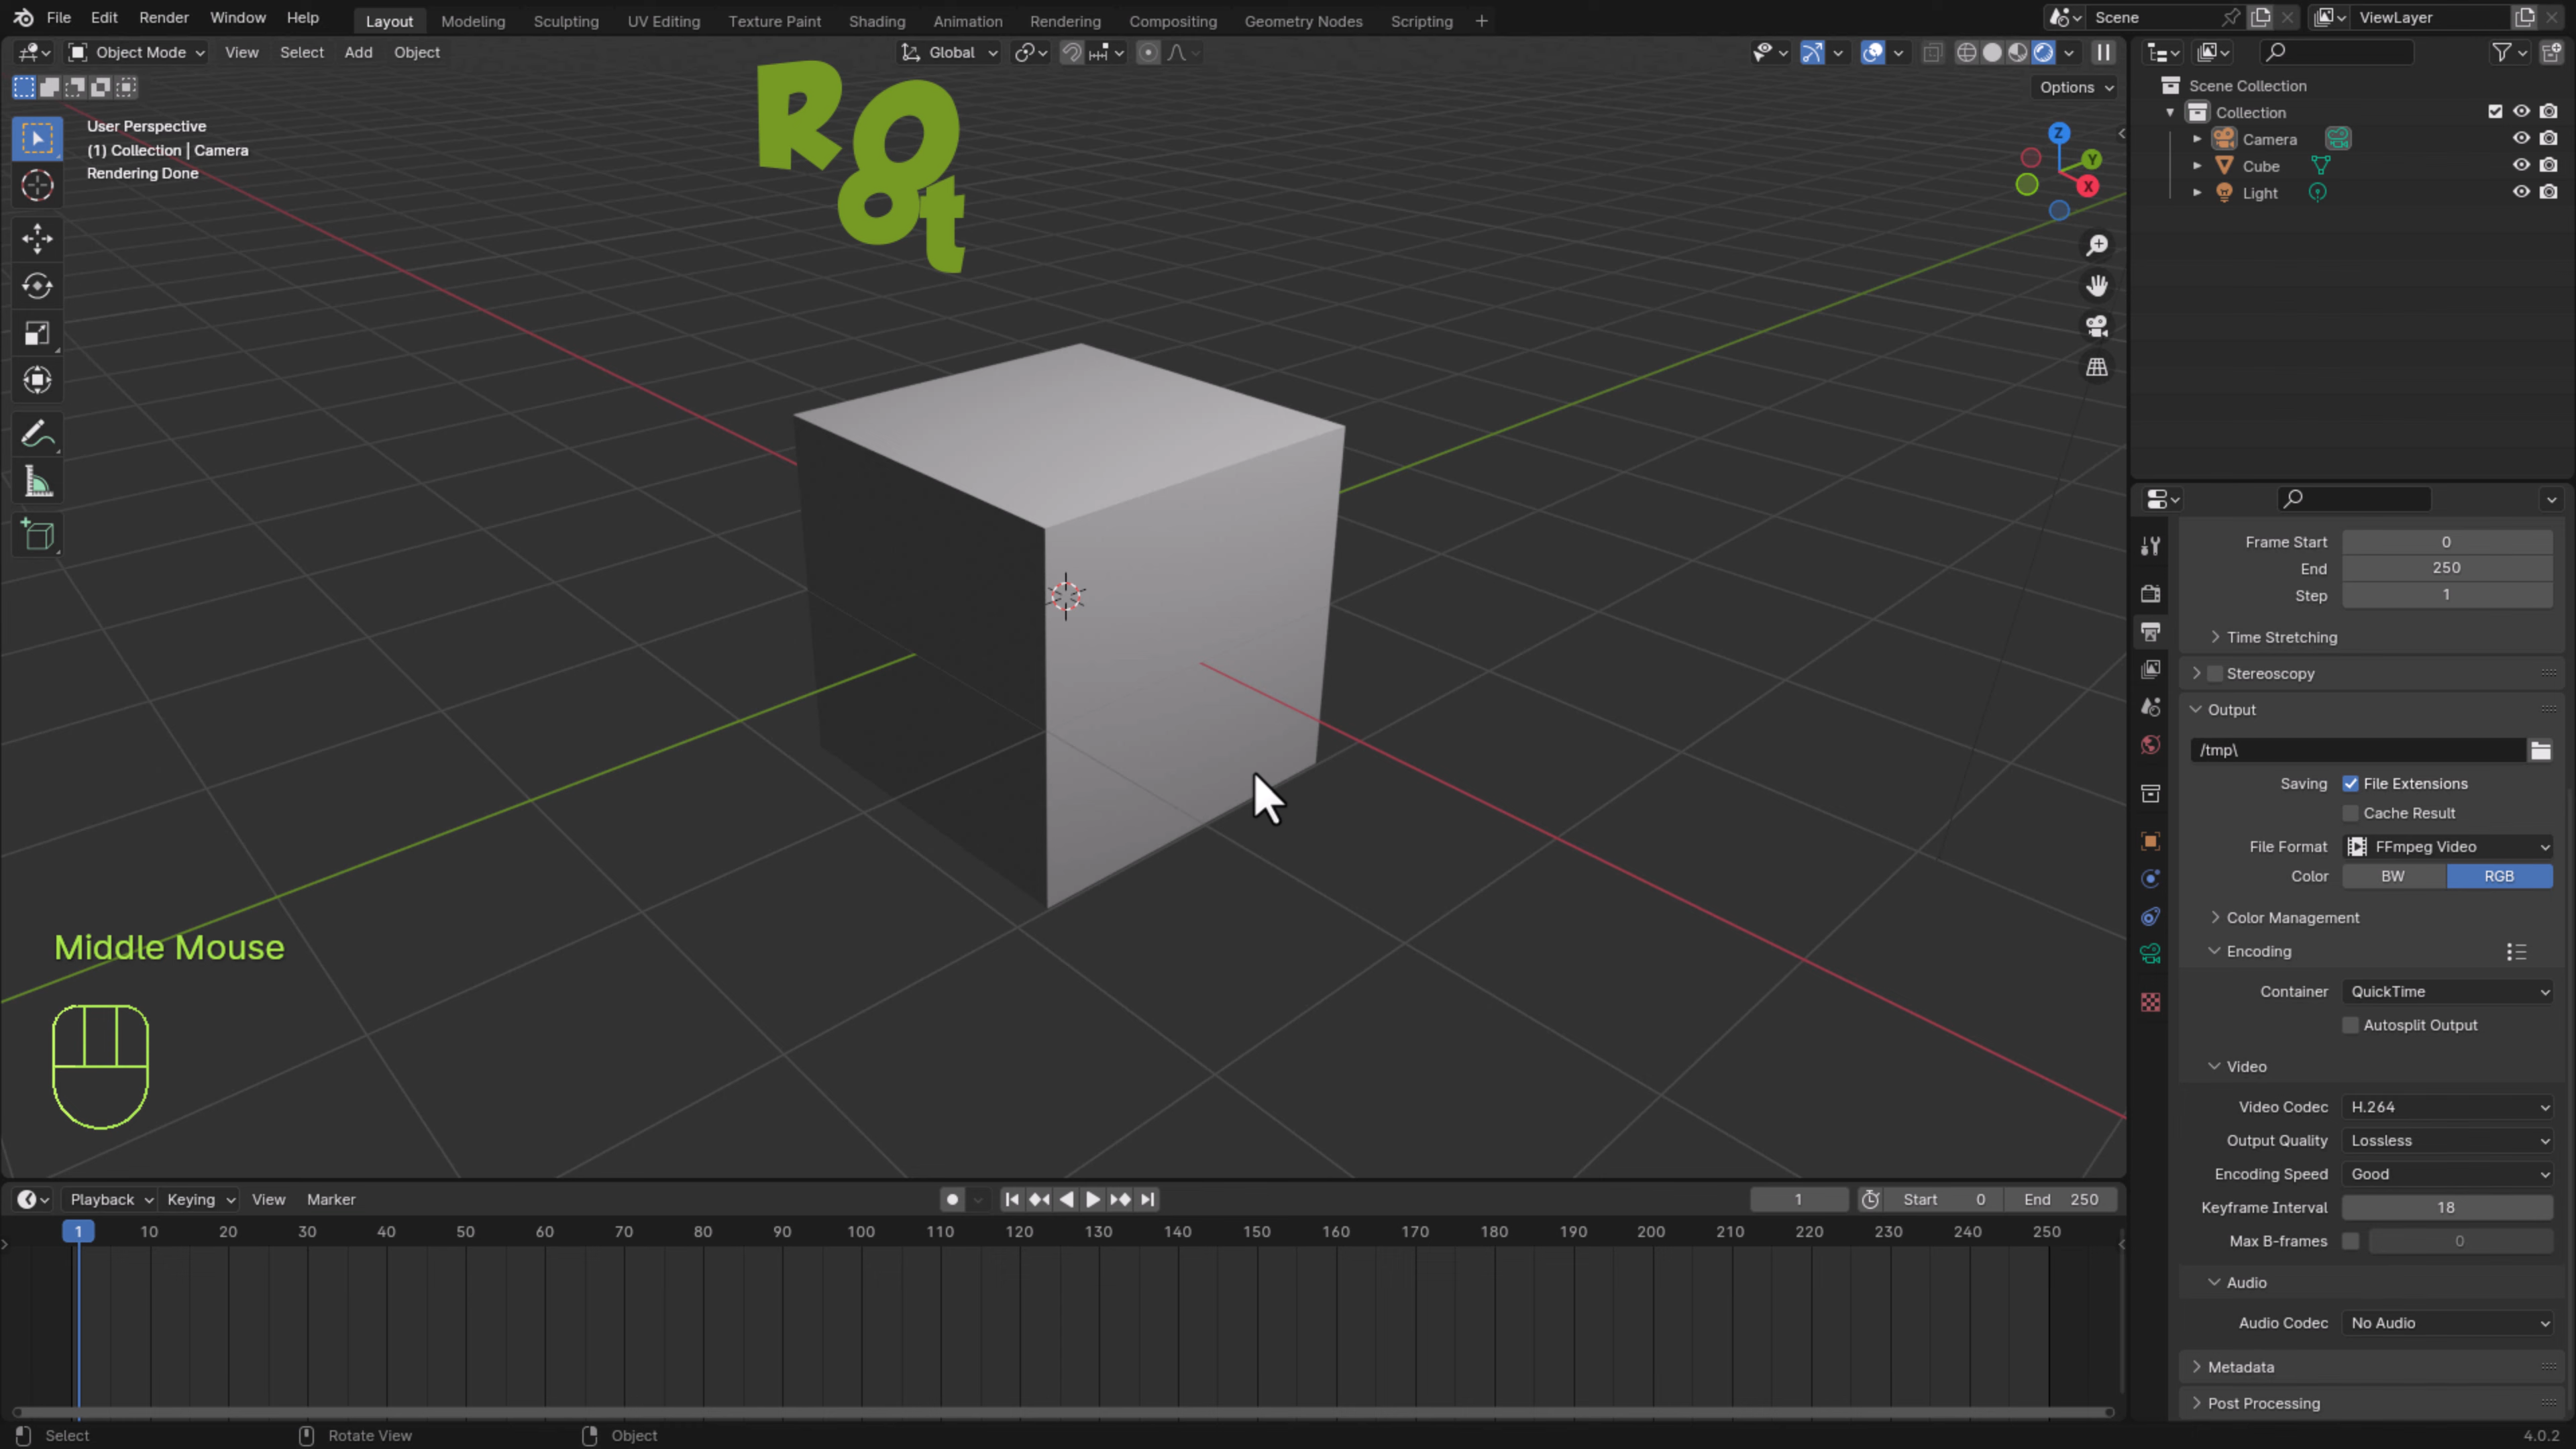 File Edit Render Window Help Layout Modeling Sculpting UV Editing Texture Paint Shading Animation Rendering Compositing Geometry Nodes Scripting + Scene ViewLayer
Object Mode View Select Add Object Global
Options
ROot
User Perspective
(1) Collection | Camera
Rendering Done
Z
Y
X
Middle Mouse
Scene Collection
Collection
Camera
Cube
Light
Frame Start 0
End 250
Step 1
Time Stretching
Stereoscopy
Output
/tmp\
Saving File Extensions
Cache Result
File Format FFmpeg Video
Color BW RGB
Color Management
Encoding
Container QuickTime
Autosplit Output
Video
Video Codec H.264
Output Quality Lossless
Encoding Speed Good
Keyframe Interval 18
Max B-frames 0
Audio
Audio Codec No Audio
Metadata
Post Processing
Playback Keying View Marker 1 Start 0 End 250
1 10 20 30 40 50 60 70 80 90 100 110 120 130 140 150 160 170 180 190 200 210 220 230 240 250
Select Rotate View Object 4.0.2